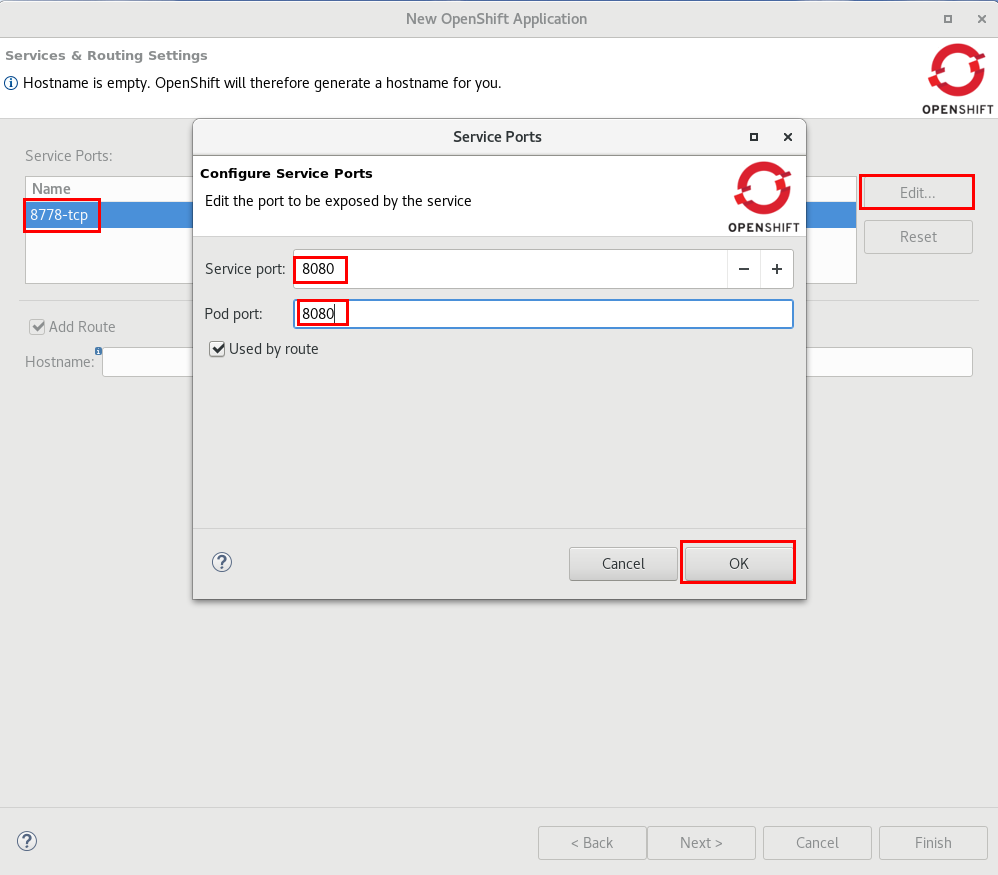 New OpenShift Application
Services & Routing Settings
Hostname is empty. OpenShift will therefore generate a hostname for you.
OPENSHIFT
Service Ports:
Name
8778-tcp
Edit...
Reset
Add Route
Hostname:
Service Ports
Configure Service Ports
Edit the port to be exposed by the service
OPENSHIFT
Service port: 8080
Pod port: 8080
Used by route
Cancel OK
< Back Next > Cancel Finish